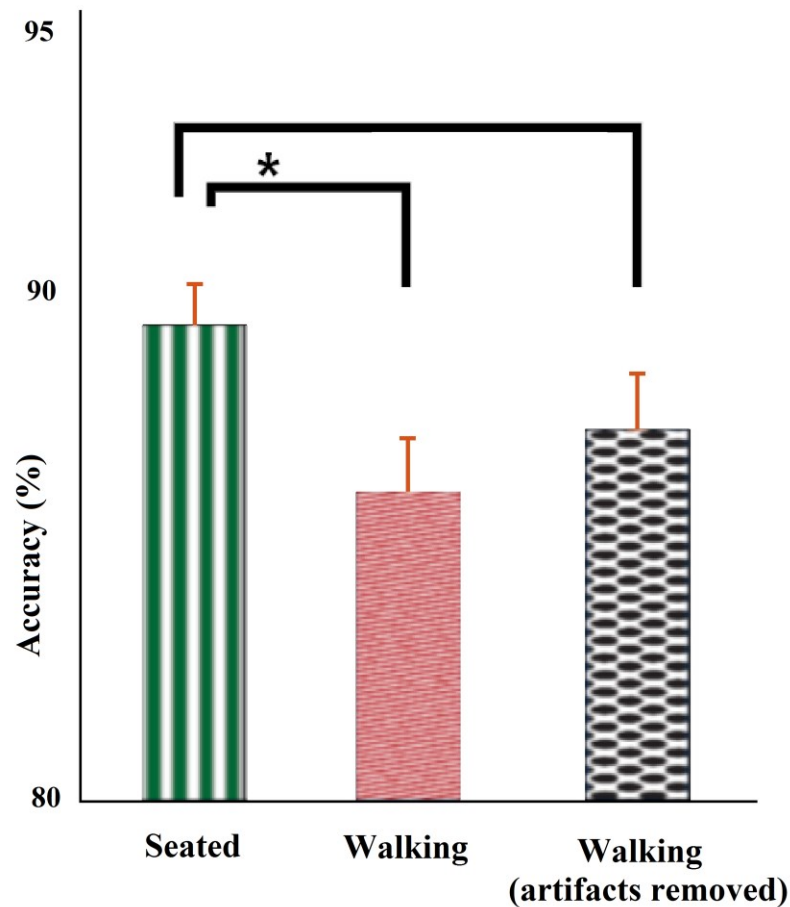 95
*
90
Accuracy (%)
80
Seated
Walking
Walking
(artifacts removed)